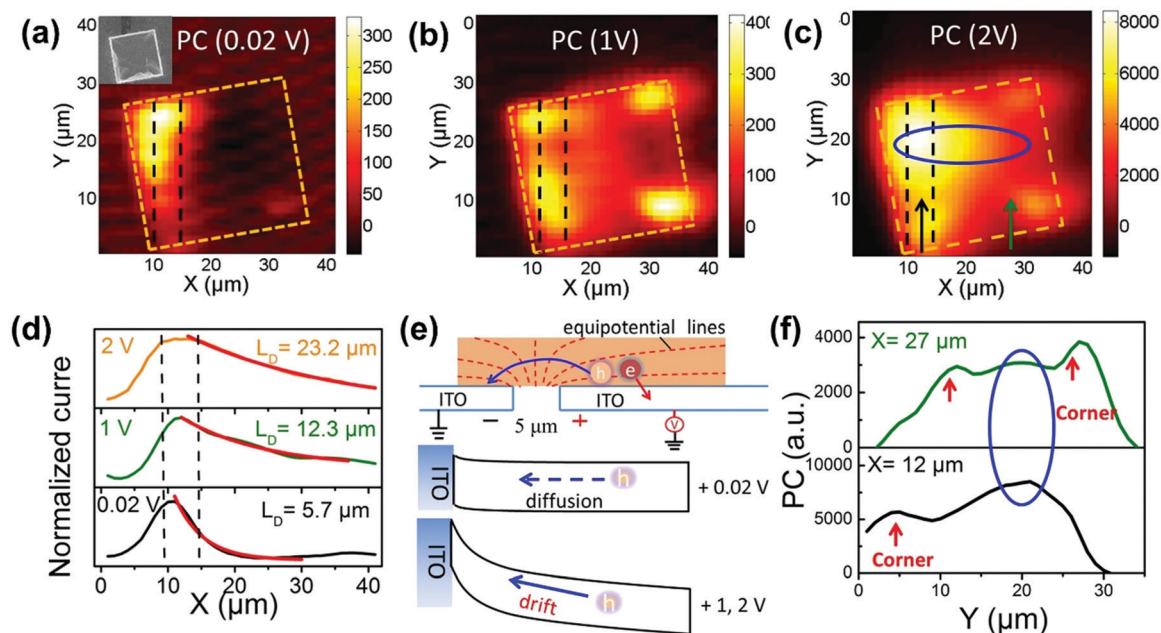 (a)
PC (0.02 V)
300
250
200
150
100
50
0
Y (µm)
30
20
10
10 20 30 40
X (µm)
(b)
PC (1V)
400
300
200
100
0
Y (µm)
0
10
20
30
10 20 30 40
X (µm)
(c)
PC (2V)
8000
6000
4000
2000
0
Y (µm)
0
10
20
30
10 20 30 40
X (µm)
(d)
Normalized curre
2 V
L_D= 23.2 µm
1 V
L_D= 12.3 µm
0.02 V
L_D= 5.7 µm
0 10 20 30 40
X (µm)
(e)
equipotential lines
h e
ITO
− 5 µm +
ITO
V
ITO
h
diffusion
+ 0.02 V
ITO
h
drift
+ 1, 2 V
(f)
PC (a.u.)
4000
2000
0
X= 27 µm
Corner
10000
5000
0
X= 12 µm
Corner
0 10 20 30
Y (µm)